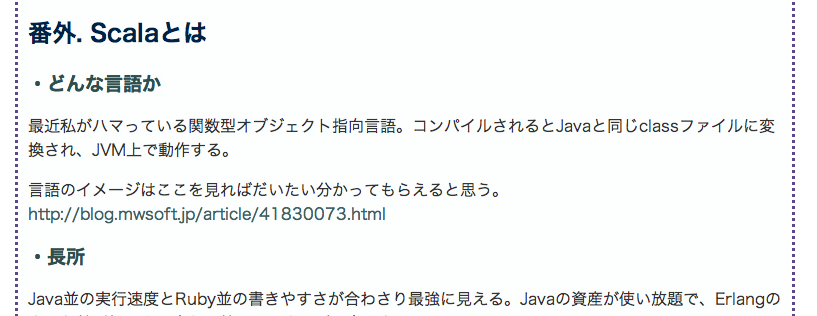 番外. Scalaとは
・どんな言語か
最近私がハマっている関数型オブジェクト指向言語。コンパイルされるとJavaと同じclassファイルに変
換され、JVM上で動作する。
言語のイメージはここを見ればだいたい分かってもらえると思う。
http://blog.mwsoft.jp/article/41830073.html
・長所
Java並の実行速度とRuby並の書きやすさが合わさり最強に見える。Javaの資産が使い放題で、Erlangの